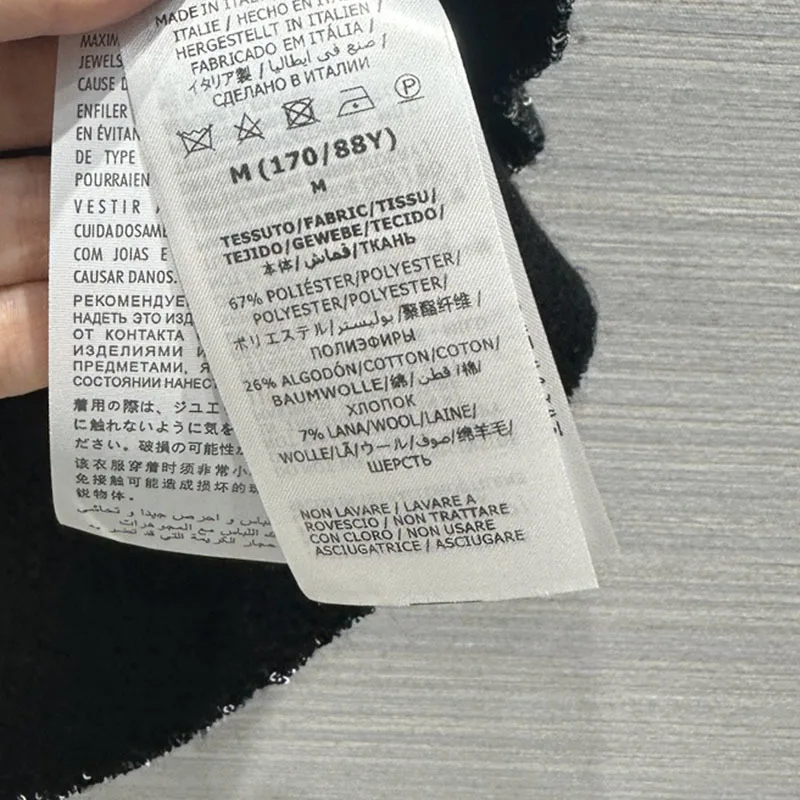 MAXIM
JEWELS
CAUSE D
ENFILER
EN ÉVITAN
DE TYPE
POURRAIEN
VESTIR
CUIDADOSAME
COM JOIAS E
CAUSAR DANOS.
РЕКОМЕНДУЕ
НАДЕТЬ ЭТО ИЗД
ОТ КОНТАКТА
ИЗДЕЛИЯМИ И
ПРЕДМЕТАМИ, Я
СОСТОЯНИИ НАНЕСТ
着用の際は、ジュエ
に触れないように気を
ださい。破損の可能性が
该衣服穿着时须非常小
免接触可能造成损坏的珠
锐物体。
MADE IN ITAL
ITALIE / HECHO EN ITALIEN /
HERGESTELLT IN ITALIEN /
FABRICADO EM ITÁLIA /
イタリア製 / صنع في ايطاليا /
СДЕЛАНО В ИТАЛИИ
P
M (170/88Y)
M
TESSUTO/FABRIC/TISSU/
TEJIDO/GEWEBE/TECIDO/
本体/قماش/ТКАНЬ
67% POLIÉSTER/POLYESTER/
POLYESTER/POLYESTER/
ポリエステル/بوليستر/聚酯纤维/
ПОЛИЭФИРЫ
26% ALGODÓN/COTTON/COTON/
BAUMWOLLE/綿/قطن/棉/
ХЛОПОК
7% LANA/WOOL/LAINE/
WOLLE/LÃ/ウール/صوف/绵羊毛/
ШЕРСТЬ
NON LAVARE / LAVARE A
ROVESCIO / NON TRATTARE
CON CLORO / NON USARE
ASCIUGATRICE / ASCIUGARE